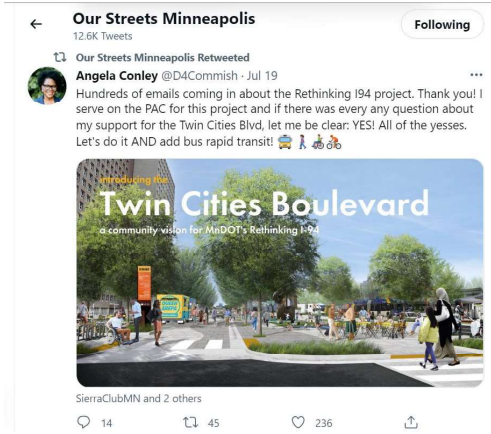 Our Streets Minneapolis
12.6K Tweets
Following
Our Streets Minneapolis Retweeted
Angela Conley @D4Commish · Jul 19
Hundreds of emails coming in about the Rethinking I94 project. Thank you! I
serve on the PAC for this project and if there was every any question about
my support for the Twin Cities Blvd, let me be clear: YES! All of the yesses.
Let's do it AND add bus rapid transit!
introducing the
Twin Cities Boulevard
a community vision for MnDOT's Rethinking I-94
SierraClubMN and 2 others
14
45
236